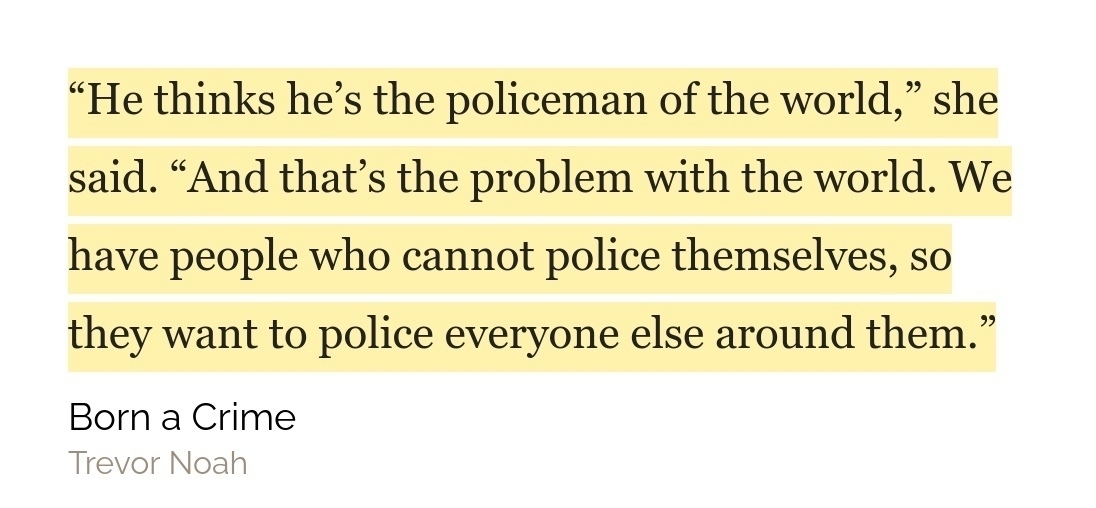 “He thinks he’s the policeman of the world,” she
said. “And that’s the problem with the world. We
have people who cannot police themselves, so
they want to police everyone else around them.”
Born a Crime
Trevor Noah